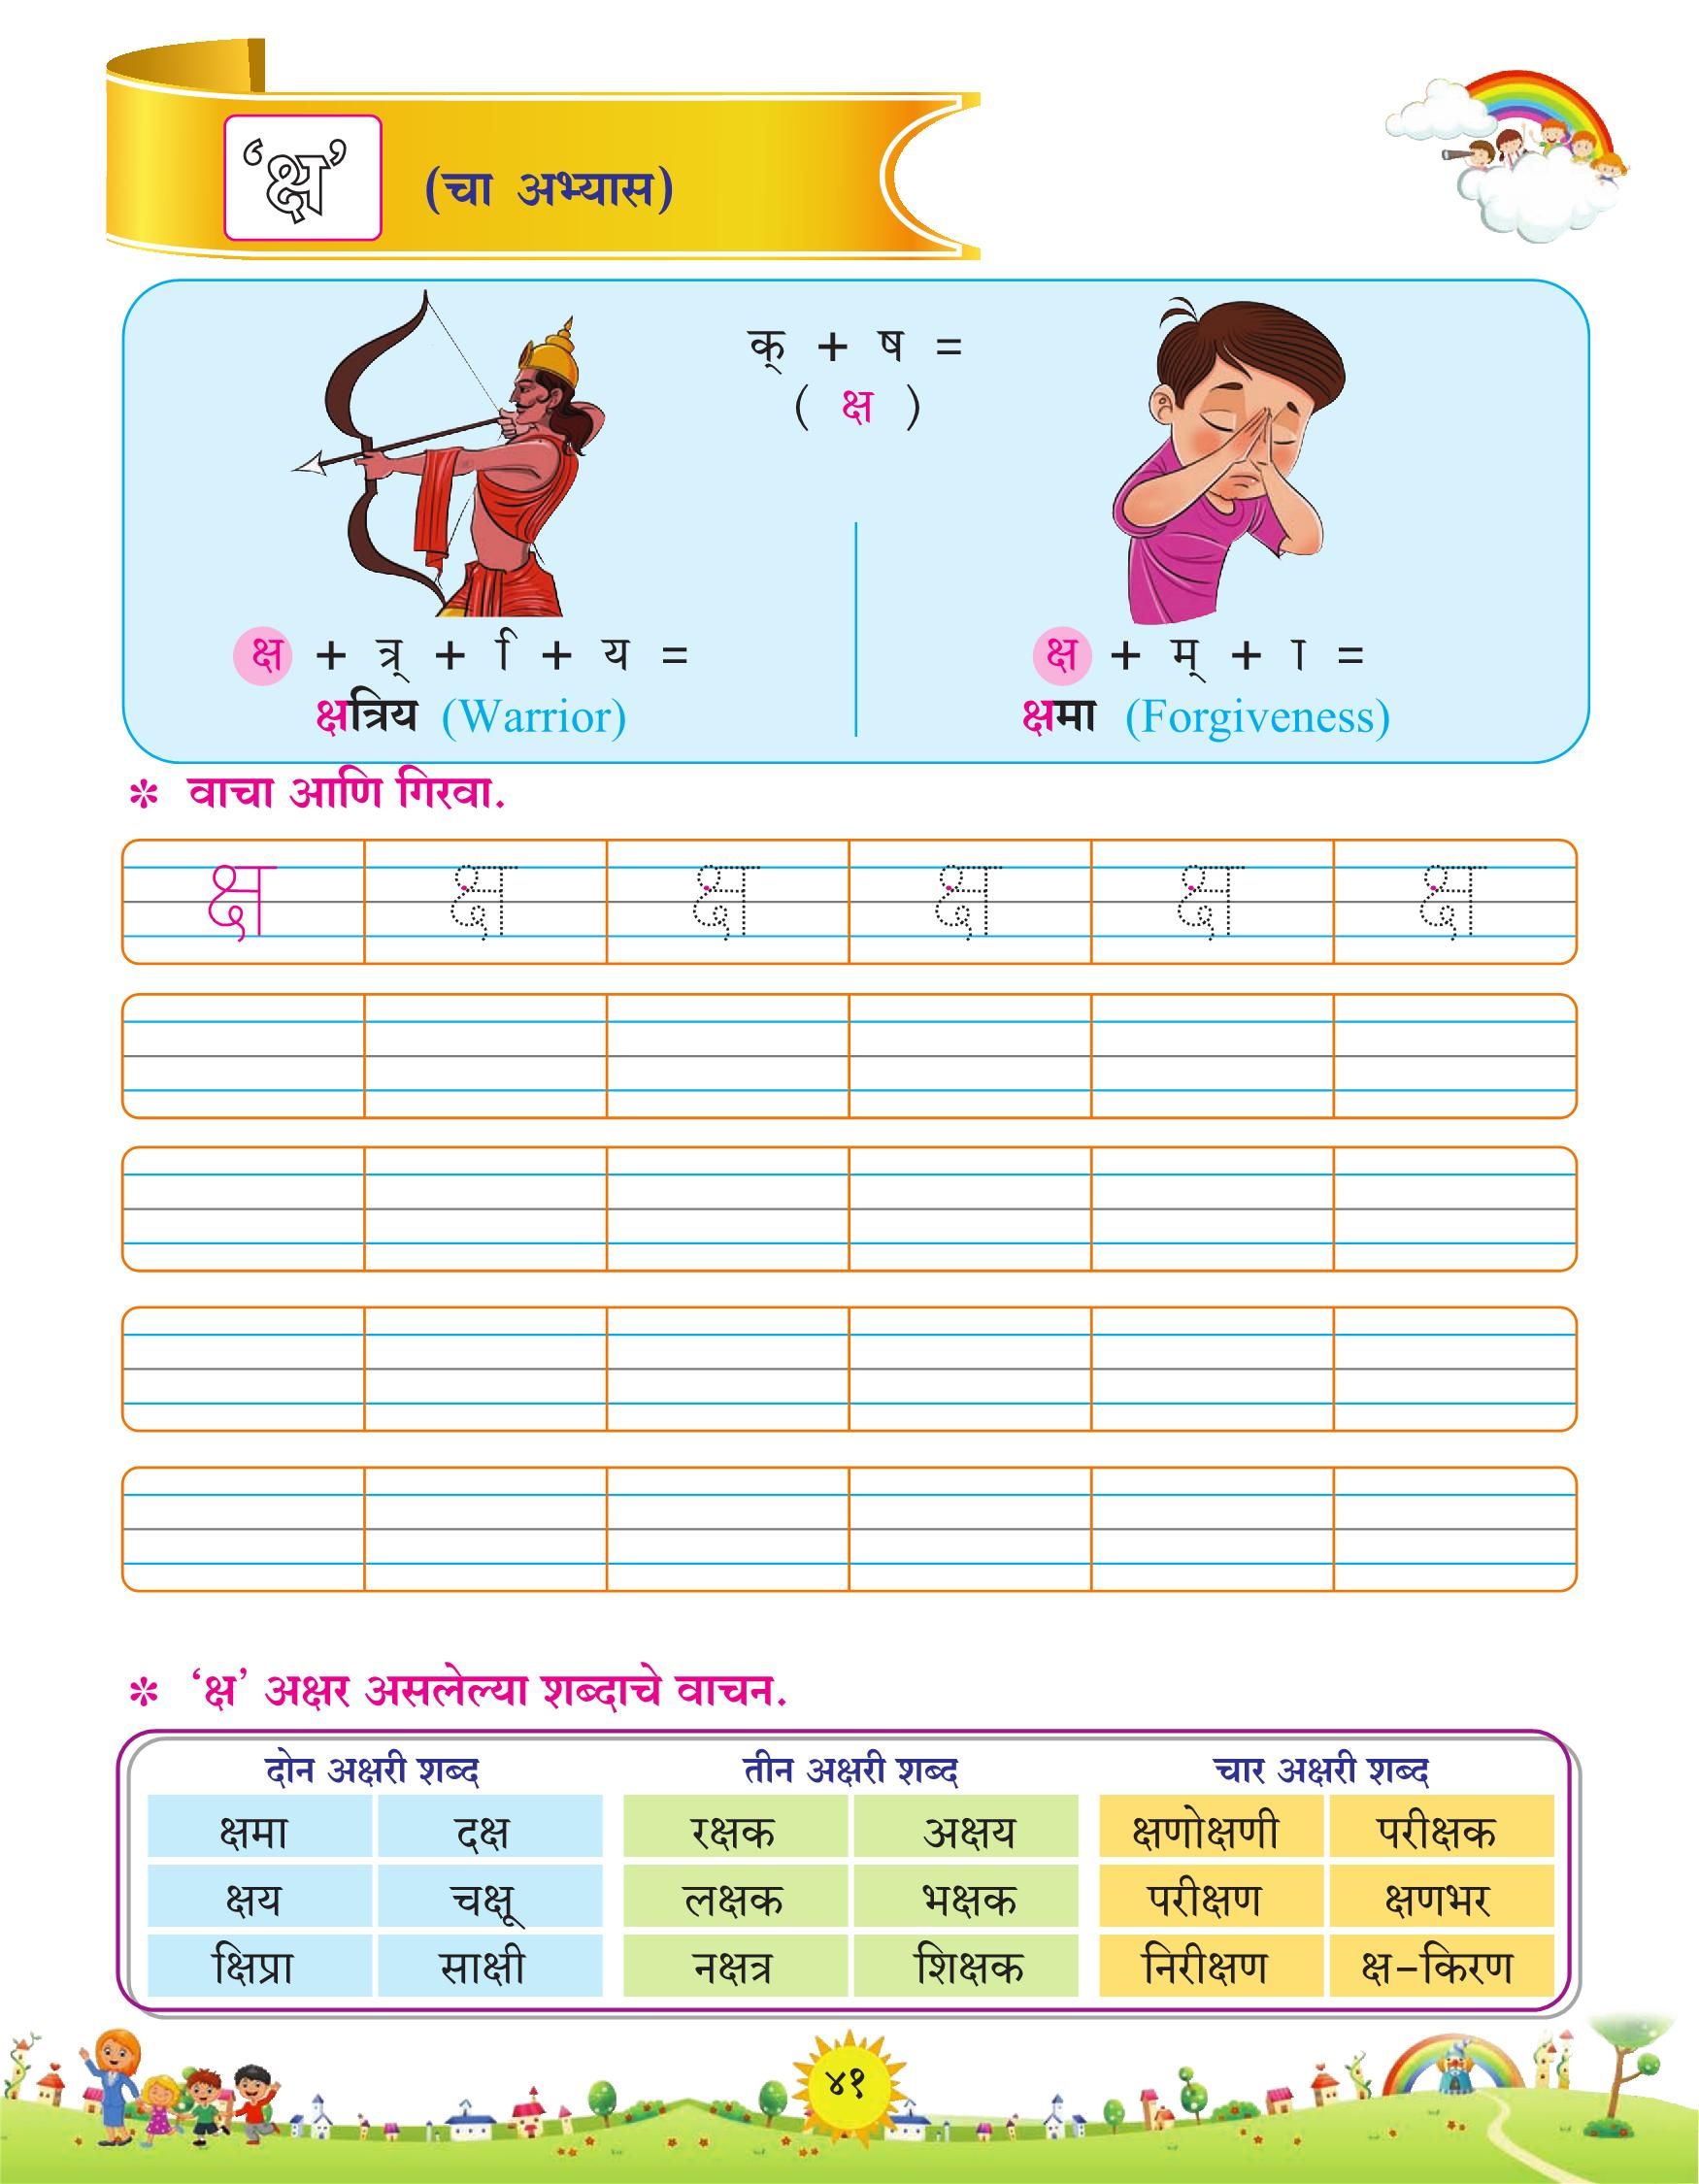 ‘क्ष’ (चा अभ्यास)
क् + ष =
( क्ष )
क्ष + त्र् + ि + य =
क्षत्रिय (Warrior)
क्ष + म् + ा =
क्षमा (Forgiveness)
* वाचा आणि गिरवा.
क्ष क्ष क्ष क्ष क्ष क्ष
* ‘क्ष’ अक्षर असलेल्या शब्दाचे वाचन.
दोन अक्षरी शब्द तीन अक्षरी शब्द चार अक्षरी शब्द
क्षमा दक्ष रक्षक अक्षय क्षणोक्षणी परीक्षक
क्षय चक्षू लक्षक भक्षक परीक्षण क्षणभर
क्षिप्रा साक्षी नक्षत्र शिक्षक निरीक्षण क्ष-किरण
४१